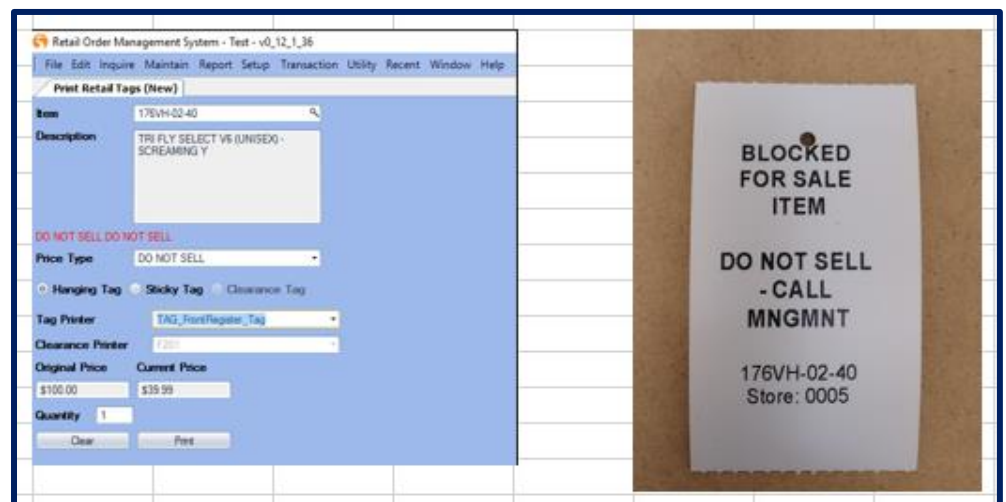 Retail Order Management System - Test - v0_12_1_36
File Edit Inquire Maintain Report Setup Transaction Utility Recent Window Help
Print Retail Tags (New)
Item 176VH-02-40
Description TRI FLY SELECT V6 (UNISEX) -
SCREAMING Y
DO NOT SELL DO NOT SELL
Price Type DO NOT SELL
Hanging Tag Sticky Tag Clearance Tag
Tag Printer TAG_FrontRegister_Tag
Clearance Printer
Original Price Current Price
$100.00 $39.99
Quantity 1
Clear Print
BLOCKED
FOR SALE
ITEM
DO NOT SELL
- CALL
MNGMNT
176VH-02-40
Store: 0005